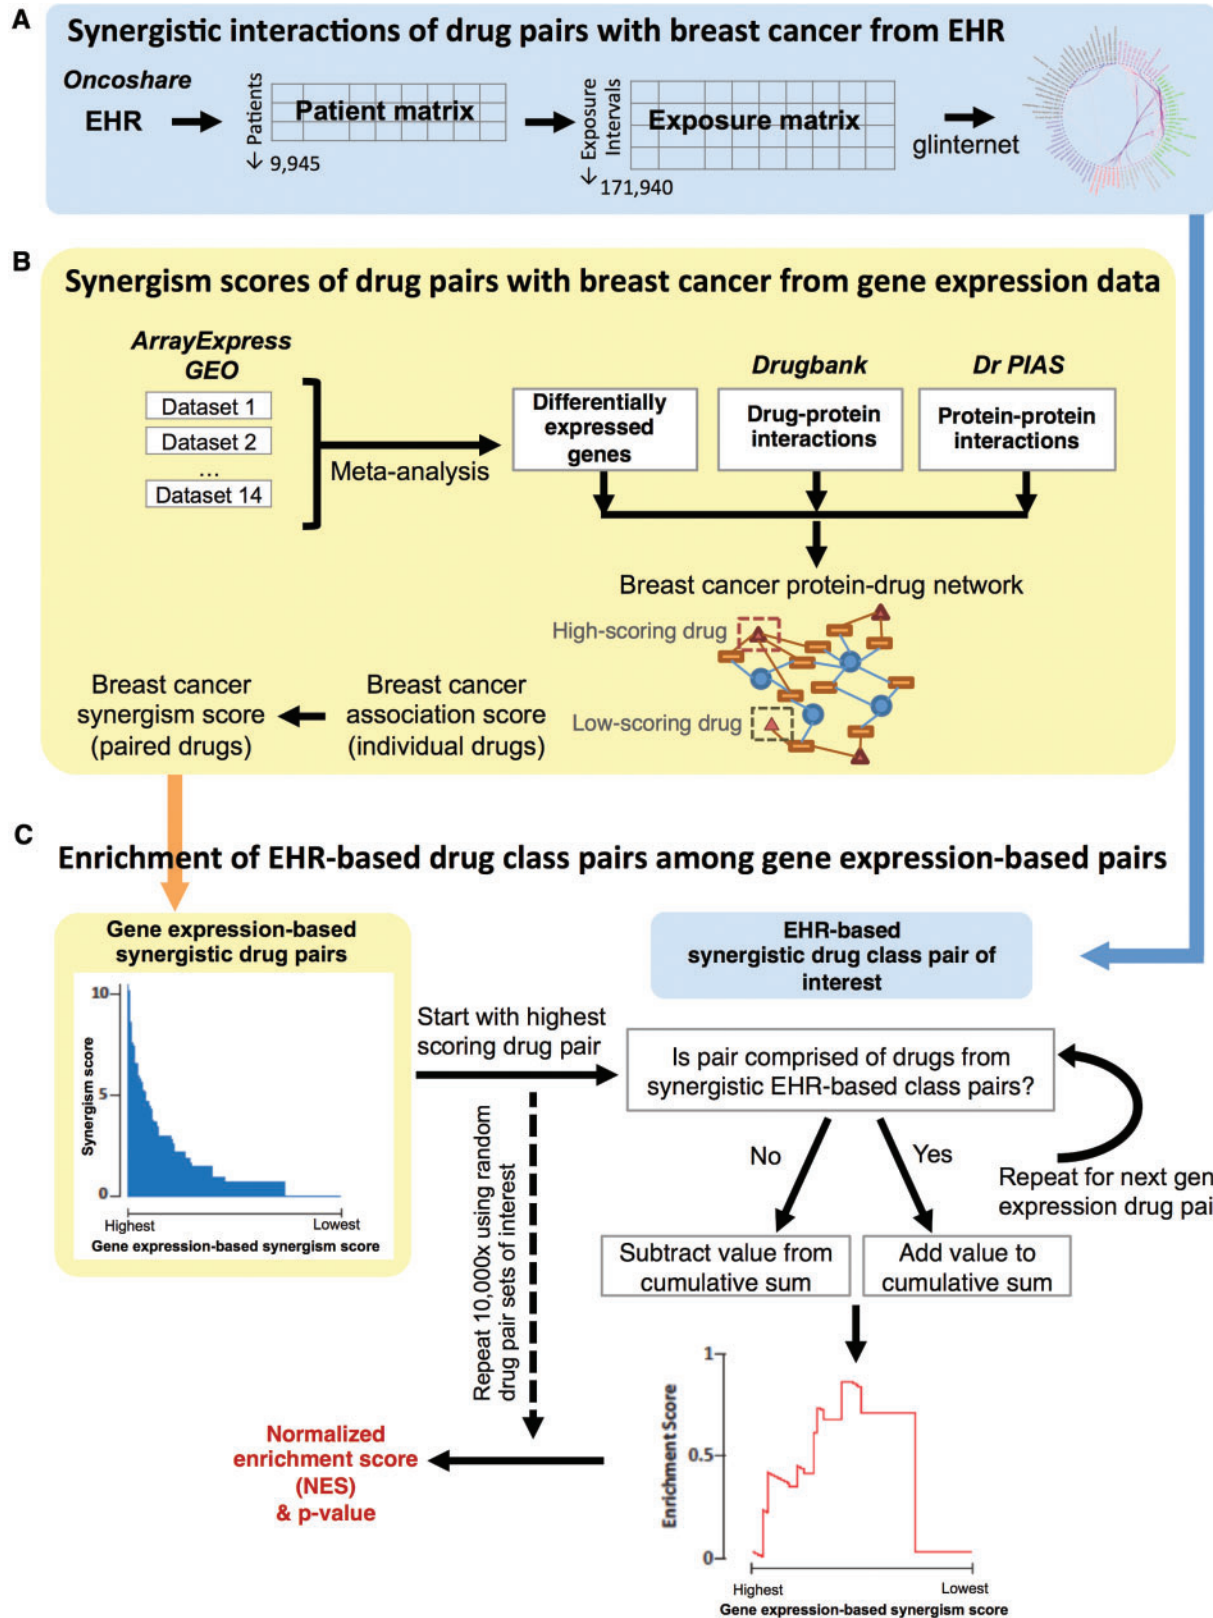 A
Synergistic interactions of drug pairs with breast cancer from EHR
Oncoshare
EHR
Patients
Patient matrix
9,945
Exposure
Intervals
Exposure matrix
171,940
glinternet
B
Synergism scores of drug pairs with breast cancer from gene expression data
ArrayExpress
GEO
Dataset 1
Dataset 2
...
Dataset 14
Meta-analysis
Differentially
expressed
genes
Drugbank
Drug-protein
interactions
Dr PIAS
Protein-protein
interactions
Breast cancer protein-drug network
High-scoring drug
Low-scoring drug
Breast cancer
association score
(individual drugs)
Breast cancer
synergism score
(paired drugs)
C
Enrichment of EHR-based drug class pairs among gene expression-based pairs
Gene expression-based
synergistic drug pairs
Synergism score
10
5
0
Highest
Lowest
Gene expression-based synergism score
Start with highest
scoring drug pair
EHR-based
synergistic drug class pair of
interest
Is pair comprised of drugs from
synergistic EHR-based class pairs?
No
Yes
Repeat for next gen
expression drug pai
Subtract value from
cumulative sum
Add value to
cumulative sum
Repeat 10,000x using random
drug pair sets of interest
Normalized
enrichment score
(NES)
& p-value
Enrichment Score
1
0.5
0
Highest
Lowest
Gene expression-based synergism score